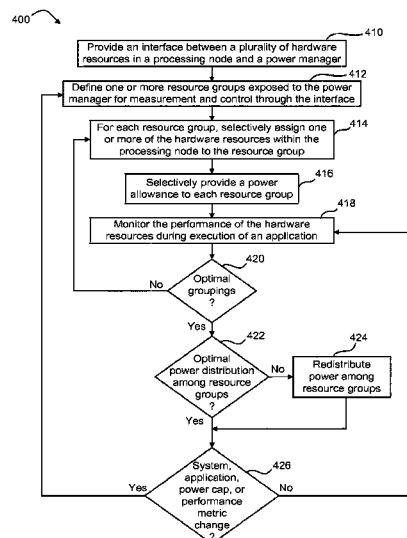 400
410
Provide an interface between a plurality of hardware
resources in a processing node and a power manager
412
Define one or more resource groups exposed to the power
manager for measurement and control through the interface
414
For each resource group, selectively assign one
or more of the hardware resources within the
processing node to the resource group
416
Selectively provide a power
allowance to each resource group
418
Monitor the performance of the hardware
resources during execution of an application
420
Optimal
groupings
?
No
Yes
422
Optimal
power distribution
among resource
groups
?
No
424
Redistribute
power among
resource groups
Yes
426
System,
application,
power cap, or
performance
metric
change
?
Yes
No